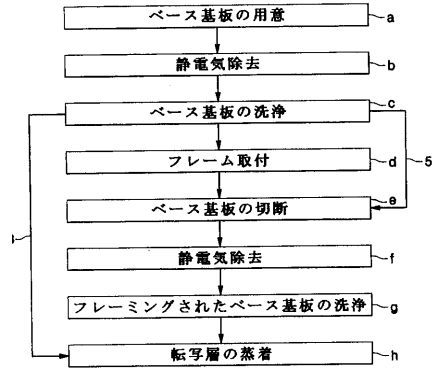 ベース基板の用意 a
静電気除去 b
ベース基板の洗浄 c
フレーム取付 d
5
ベース基板の切断 e
静電気除去 f
フレーミングされたベース基板の洗浄 g
転写層の蒸着 h